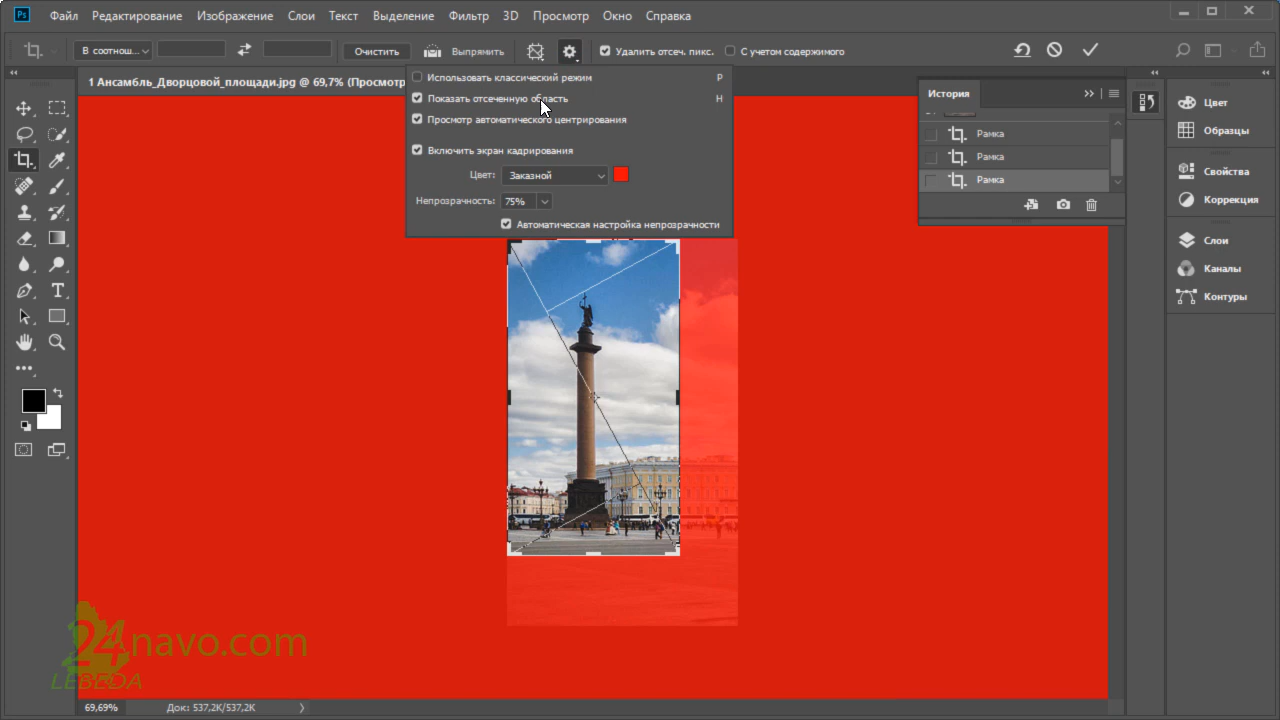 Ps Файл Редактирование Изображение Слои Текст Выделение Фильтр 3D Просмотр Окно Справка
В соотнош... Очистить Выпрямить Удалить отсеч. пикс. С учетом содержимого
1 Ансамбль_Дворцовой_площади.jpg @ 69,7% (Просмотр
Использовать классический режим P
Показать отсеченную область H
Просмотр автоматического центрирования
Включить экран кадрирования
Цвет: Заказной
Непрозрачность: 75%
Автоматическая настройка непрозрачности
История
Рамка
Рамка
Рамка
Цвет
Образцы
Свойства
Коррекция
Слои
Каналы
Контуры
24navo.com
LEBEDA
69,69% Док: 537,2K/537,2K